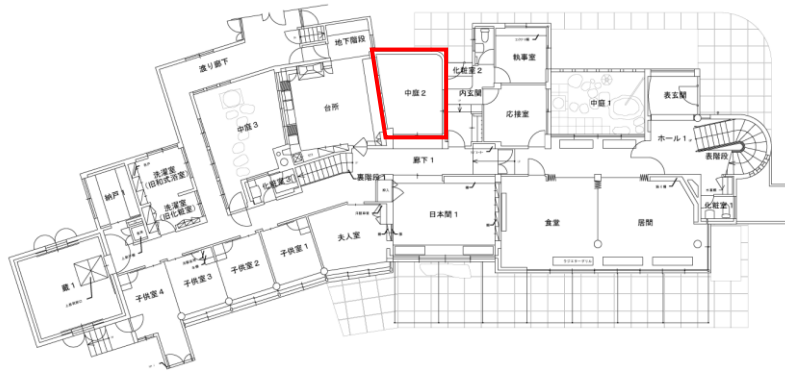 地下階段
渡り廊下
化粧室2
執事室
台所
中庭2
内玄関
中庭1
表玄関
中庭3
応接室
ホール1
表階段
廊下1
洗濯室
(旧和式浴室)
化粧室3
裏階段1
納戸1
洗濯室
(旧化粧室)
日本間1
食堂
居間
化粧室1
夫人室
子供室1
子供室2
子供室3
子供室4
蔵1